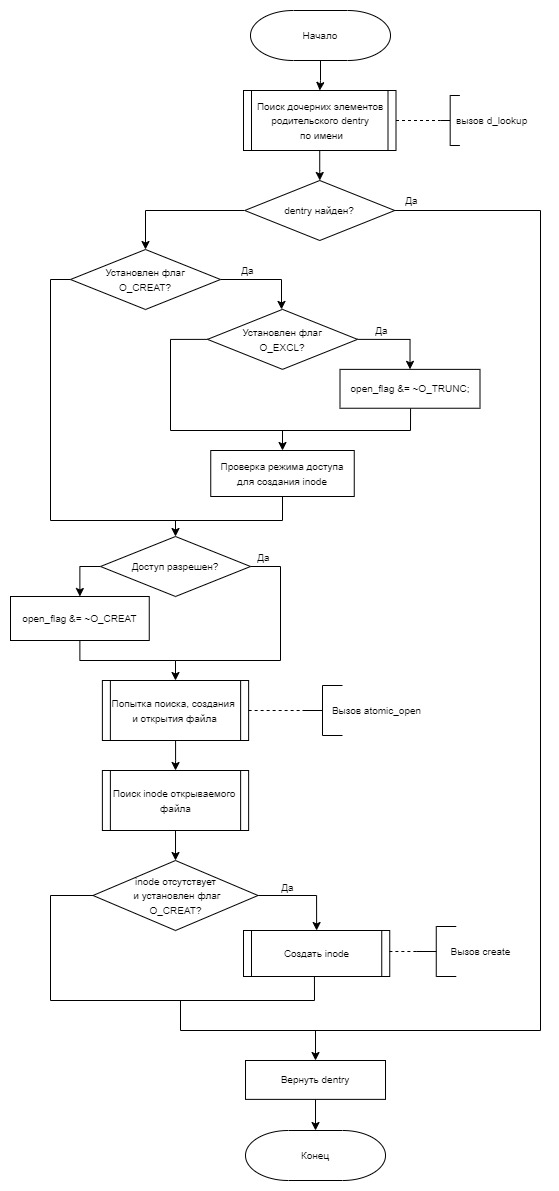 Начало
Поиск дочерних элементов
родительского dentry
по имени
вызов d_lookup
dentry найден?
Да
Установлен флаг
O_CREAT?
Да
Установлен флаг
O_EXCL?
Да
open_flag &= ~O_TRUNC;
Проверка режима доступа
для создания inode
Доступ разрешен?
Да
open_flag &= ~O_CREAT
Попытка поиска, создания
и открытия файла
Вызов atomic_open
Поиск inode открываемого
файла
inode отсутствует
и установлен флаг
O_CREAT?
Да
Создать inode
Вызов create
Вернуть dentry
Конец